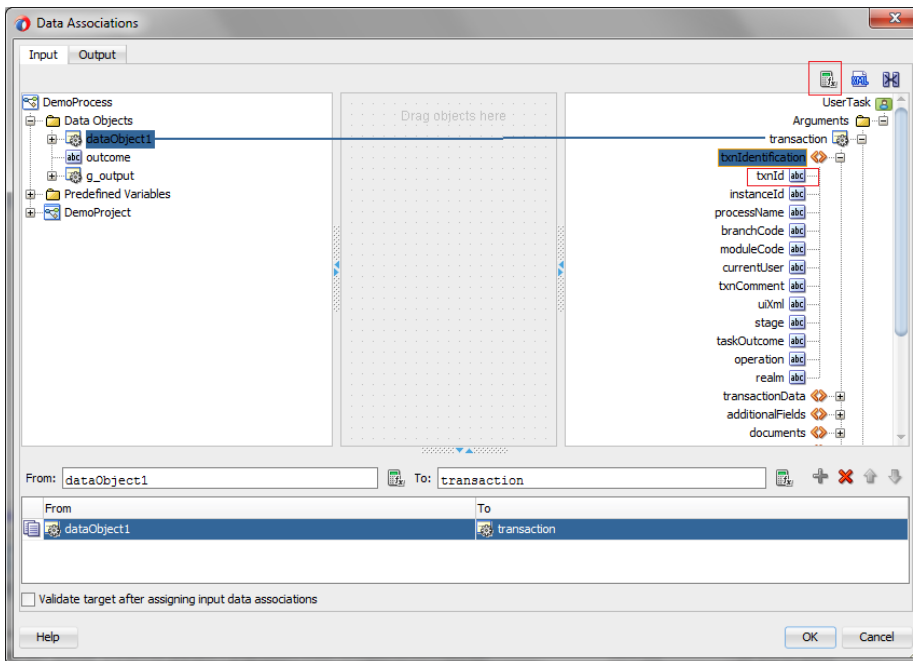 Data Associations
Input Output
DemoProcess
Data Objects
dataObject1
outcome
g_output
Predefined Variables
DemoProject
Drag objects here
UserTask
Arguments
transaction
txnIdentification
txnId
instanceId
processName
branchCode
moduleCode
currentUser
txnComment
uiXml
stage
taskOutcome
operation
realm
transactionData
additionalFields
documents
From: dataObject1 To: transaction
From To
dataObject1 transaction
Validate target after assigning input data associations
Help OK Cancel